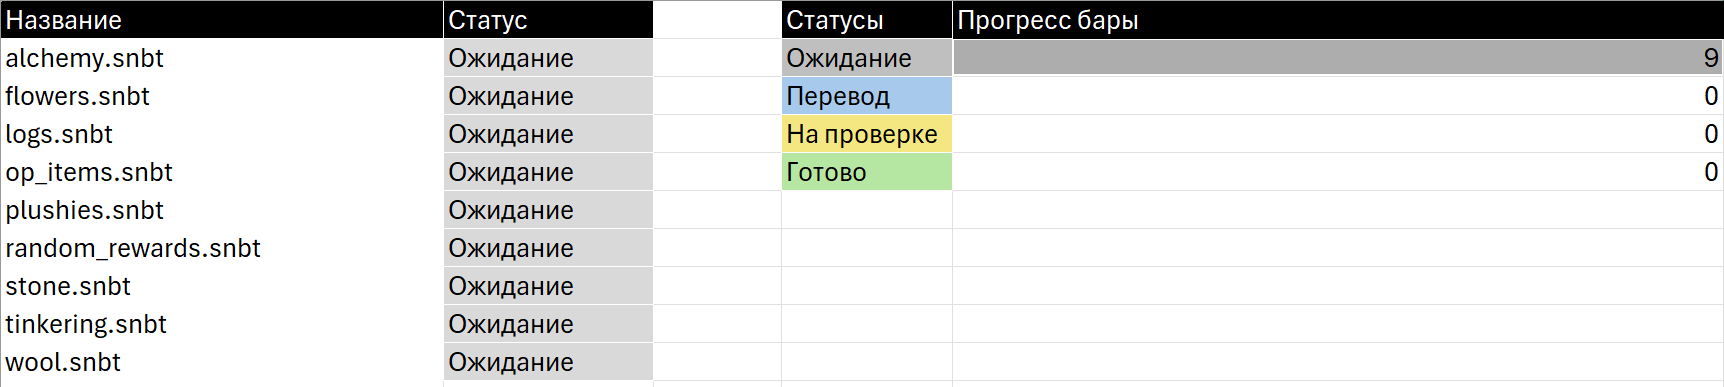 Название Статус Статусы Прогресс бары
alchemy.snbt Ожидание Ожидание 9
flowers.snbt Ожидание Перевод 0
logs.snbt Ожидание На проверке 0
op_items.snbt Ожидание Готово 0
plushies.snbt Ожидание
random_rewards.snbt Ожидание
stone.snbt Ожидание
tinkering.snbt Ожидание
wool.snbt Ожидание